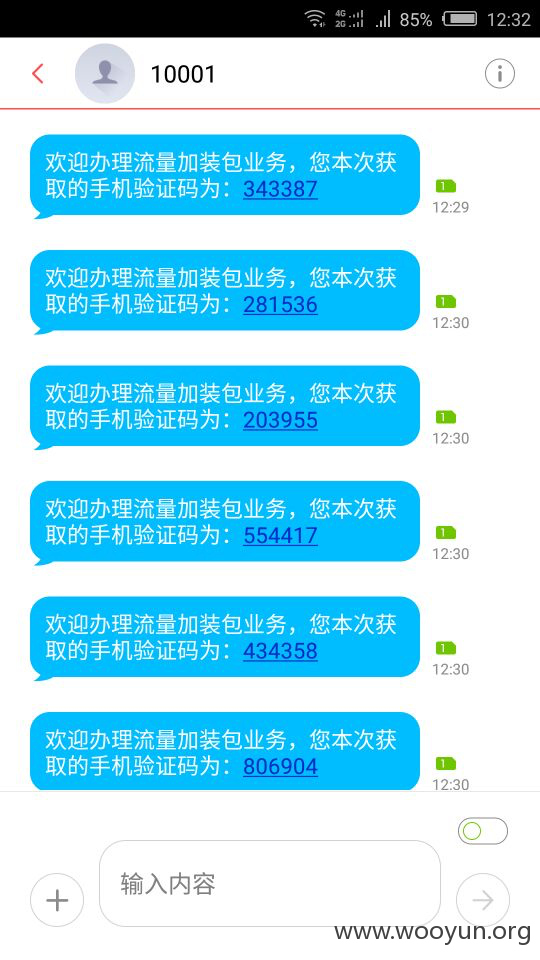 4G
2G
85%
12:32
10001
欢迎办理流量加装包业务，您本次获
取的手机验证码为：343387
1
12:29
欢迎办理流量加装包业务，您本次获
取的手机验证码为：281536
1
12:30
欢迎办理流量加装包业务，您本次获
取的手机验证码为：203955
1
12:30
欢迎办理流量加装包业务，您本次获
取的手机验证码为：554417
1
12:30
欢迎办理流量加装包业务，您本次获
取的手机验证码为：434358
1
12:30
欢迎办理流量加装包业务，您本次获
取的手机验证码为：806904
1
12:30
输入内容
www.wooyun.org